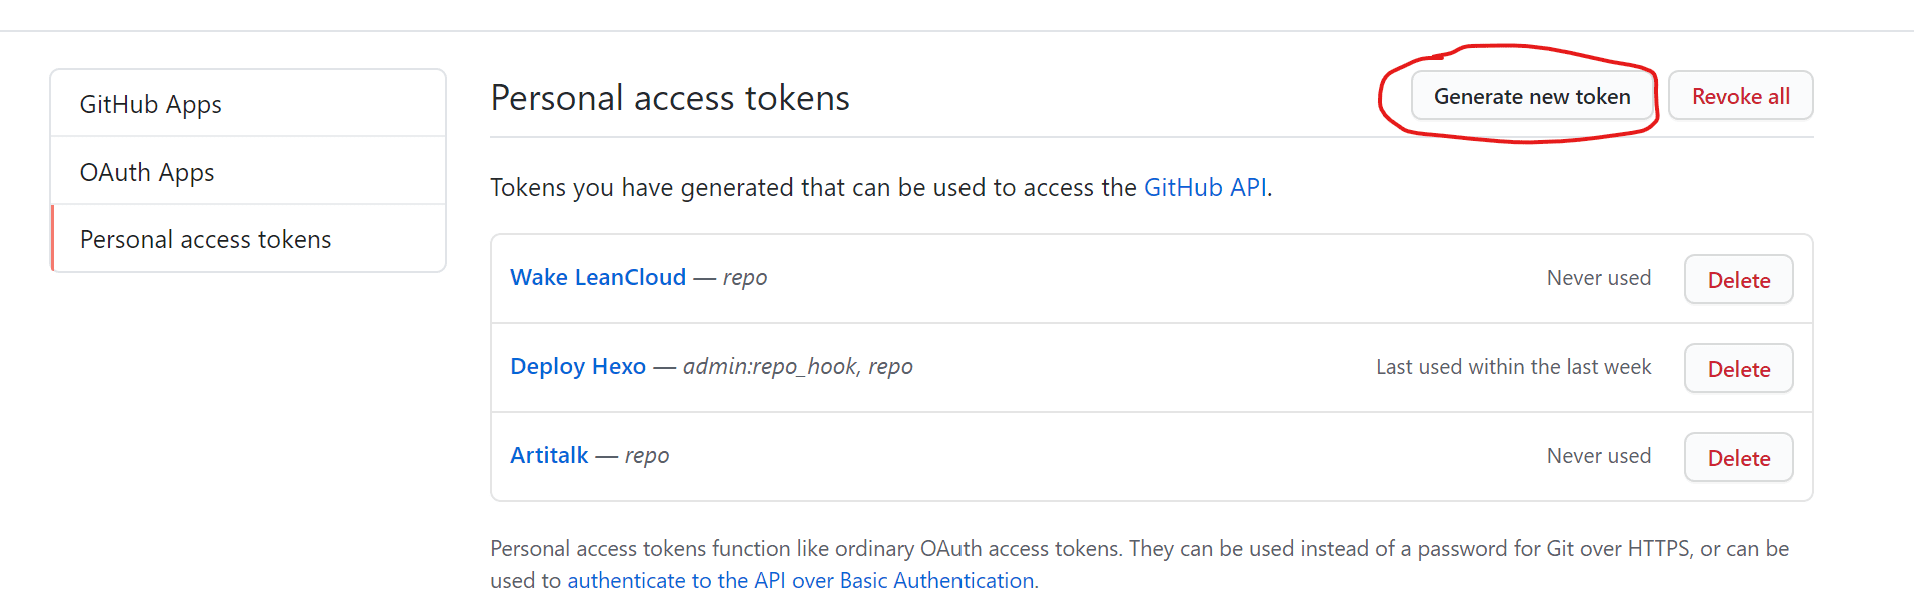 GitHub Apps
OAuth Apps
Personal access tokens
Personal access tokens
Generate new token
Revoke all
Tokens you have generated that can be used to access the GitHub API.
Wake LeanCloud — repo
Never used
Delete
Deploy Hexo — admin:repo_hook, repo
Last used within the last week
Delete
Artitalk — repo
Never used
Delete
Personal access tokens function like ordinary OAuth access tokens. They can be used instead of a password for Git over HTTPS, or can be
used to authenticate to the API over Basic Authentication.